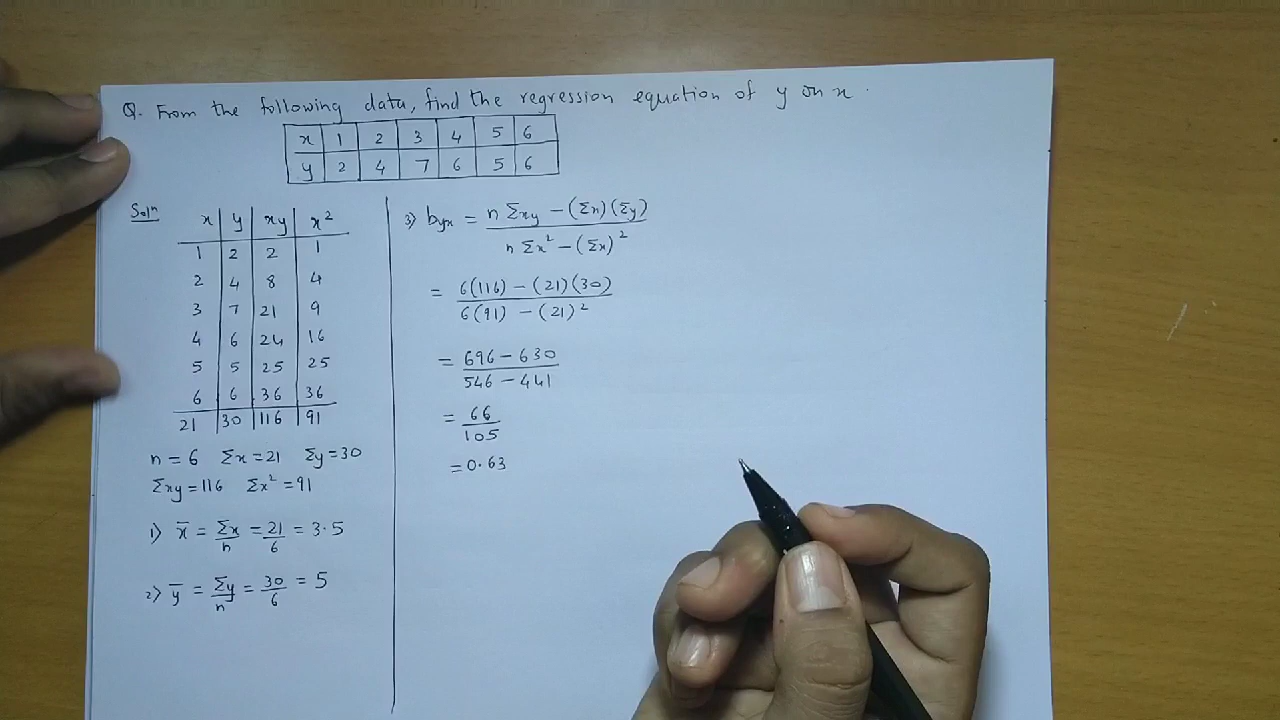 Q. From the following data, find the regression equation of y on x.
x 1 2 3 4 5 6
y 2 4 7 6 5 6
Solⁿ
x y xy x²
1 2 2 1
2 4 8 4
3 7 21 9
4 6 24 16
5 5 25 25
6 6 36 36
21 30 116 91
n = 6 Σx = 21 Σy = 30
Σxy = 116 Σx² = 91
1) x̄ = Σx/n = 21/6 = 3.5
2) ȳ = Σy/n = 30/6 = 5
3) byx = n Σxy − (Σx)(Σy) / n Σx² − (Σx)²
= 6(116) − (21)(30) / 6(91) − (21)²
= 696 − 630 / 546 − 441
= 66/105
= 0.63